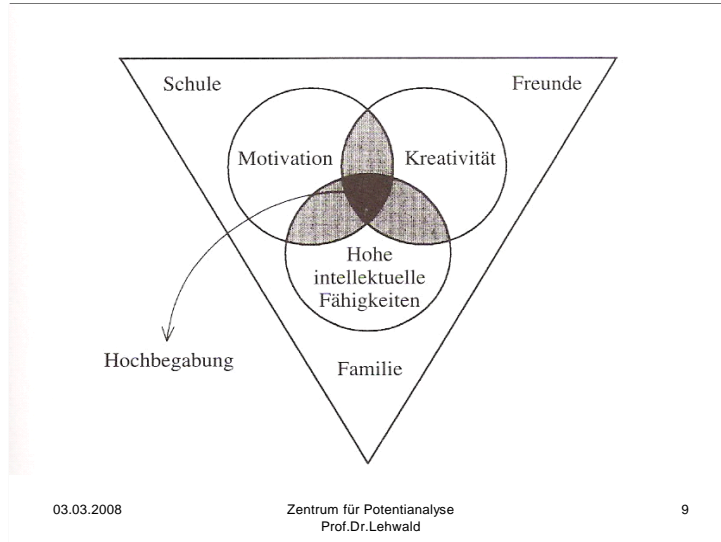 Schule
Freunde
Motivation
Kreativität
Hohe
intellektuelle
Fähigkeiten
Hochbegabung
Familie
03.03.2008
Zentrum für Potentianalyse
Prof.Dr.Lehwald
9